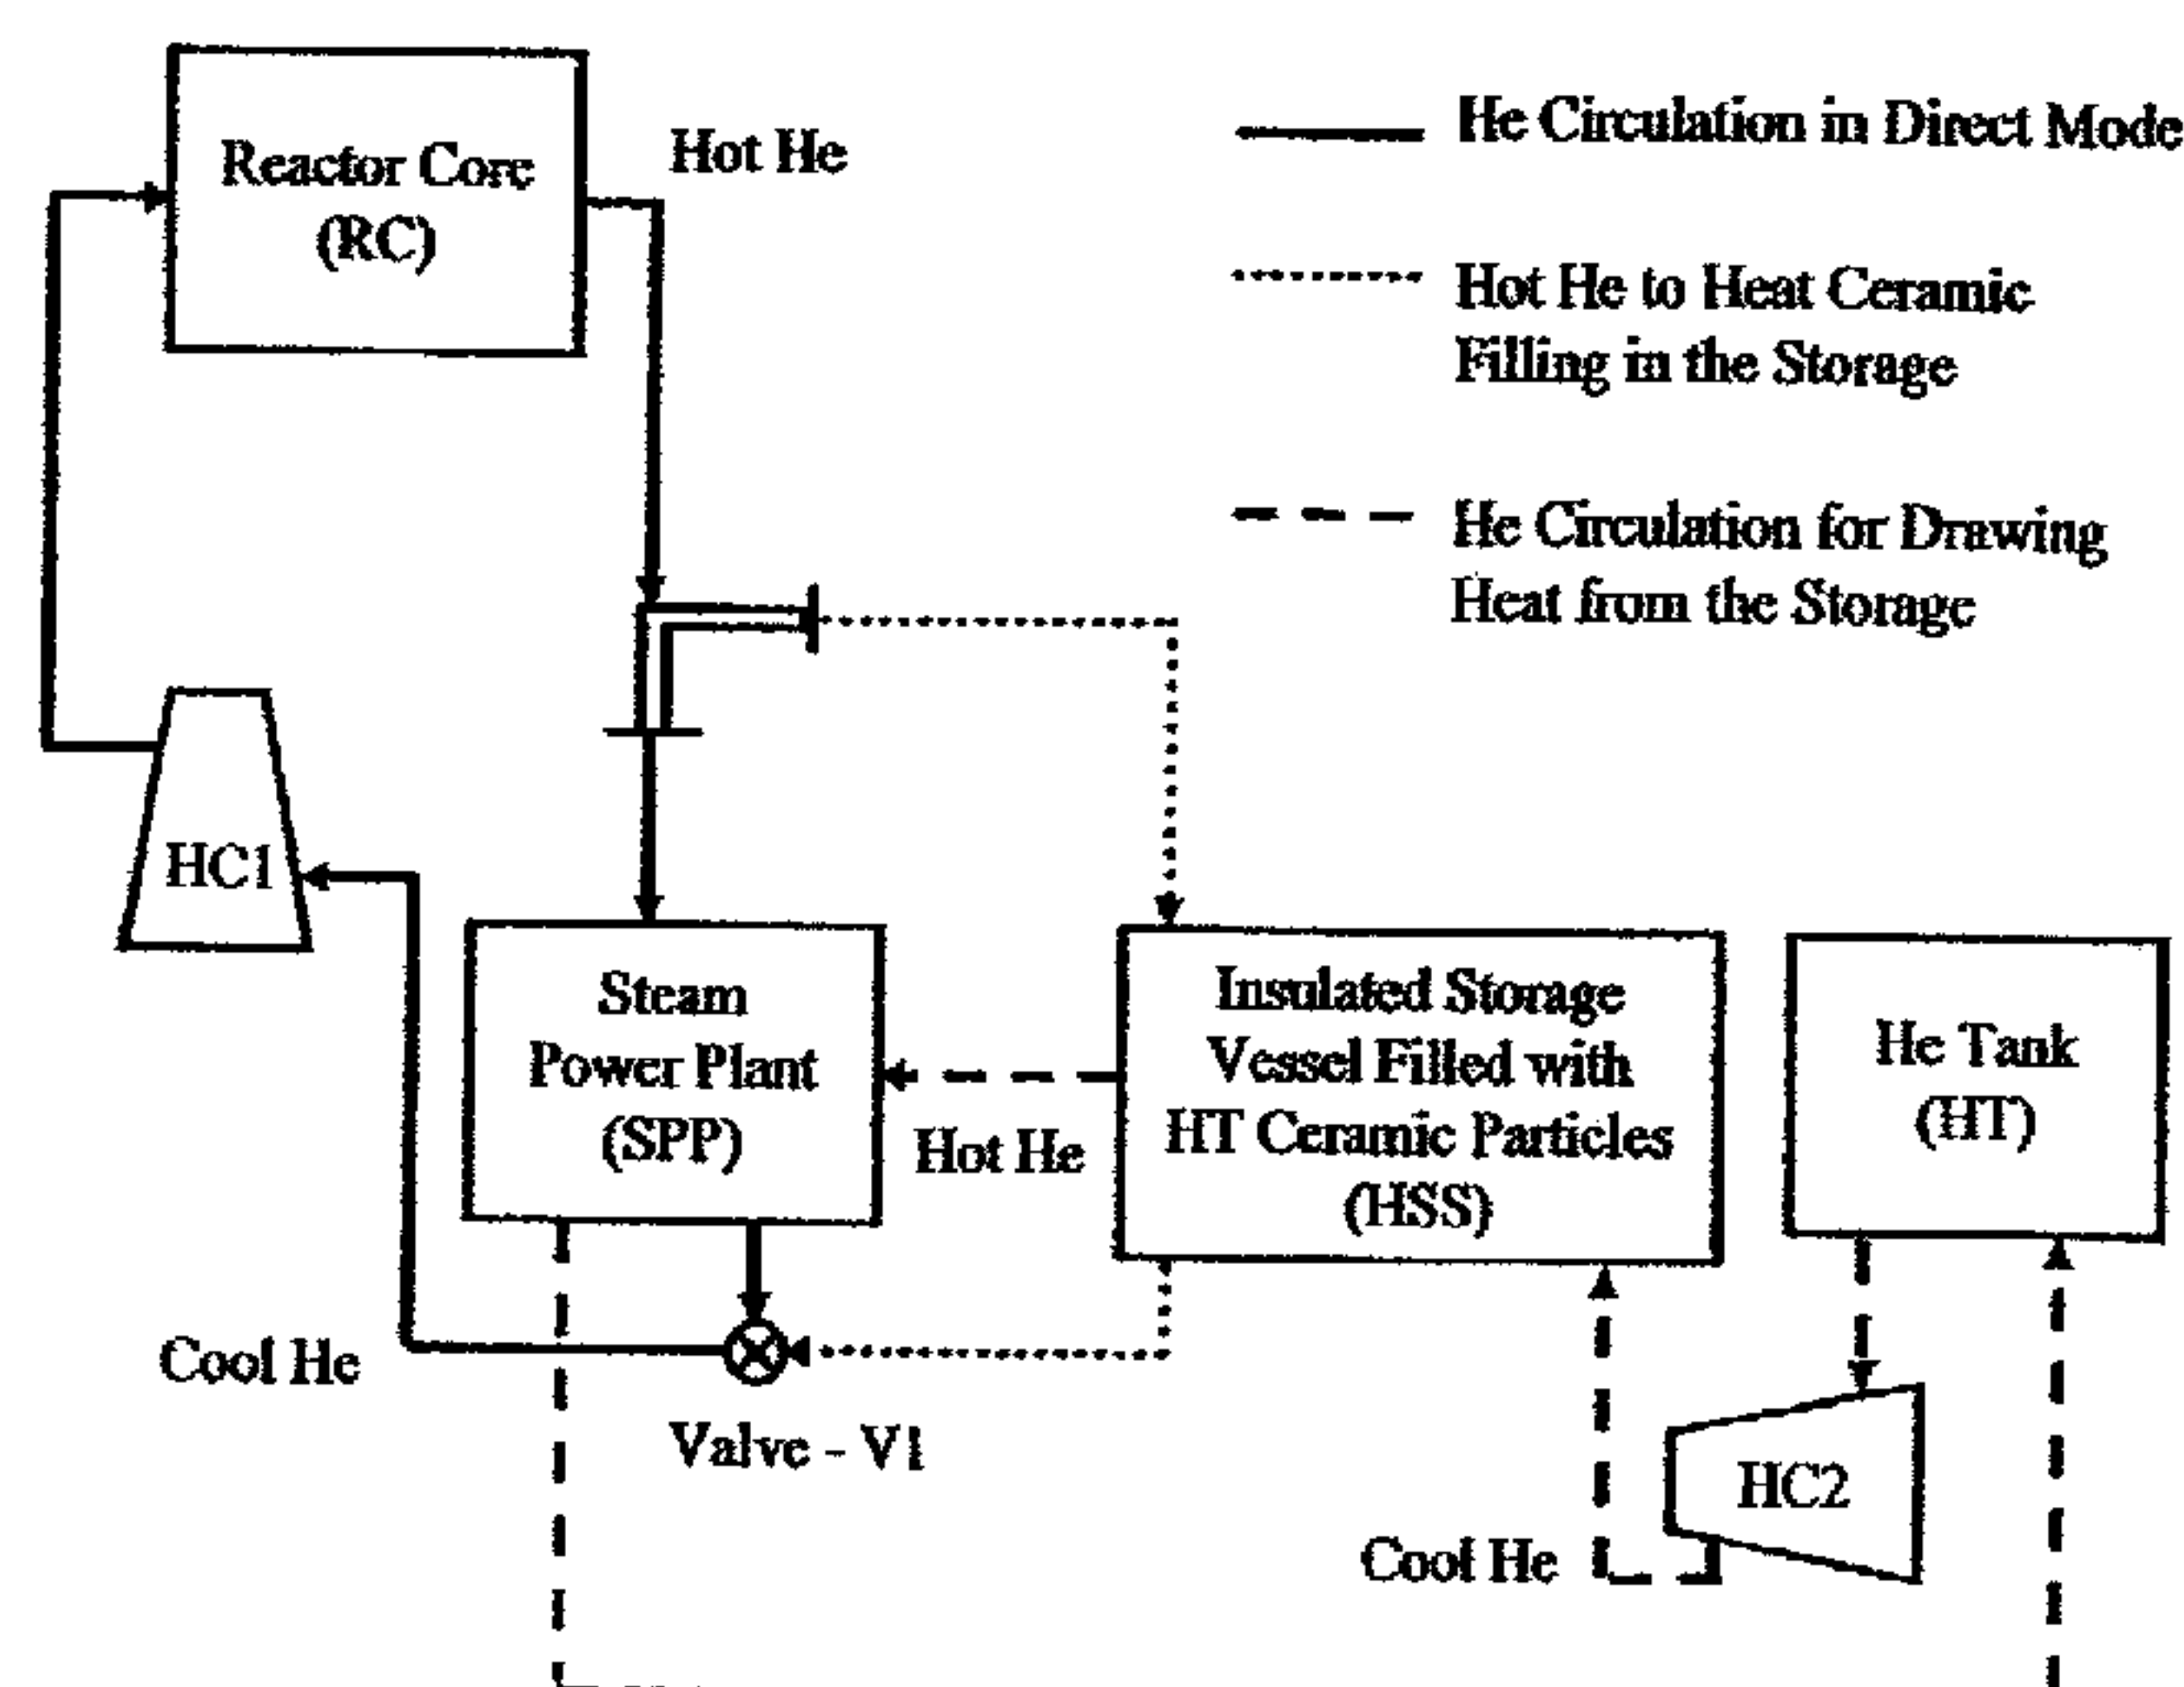 Reactor Core
(RC)
Hot He
He Circulation in Direct Mode
Hot He to Heat Ceramic
Filling in the Storage
He Circulation for Drawing
Heat from the Storage
HC1
Steam
Power Plant
(SPP)
Hot He
Insulated Storage
Vessel Filled with
HT Ceramic Particles
(HSS)
He Tank
(HT)
Cool He
Valve - V1
Cool He
HC2